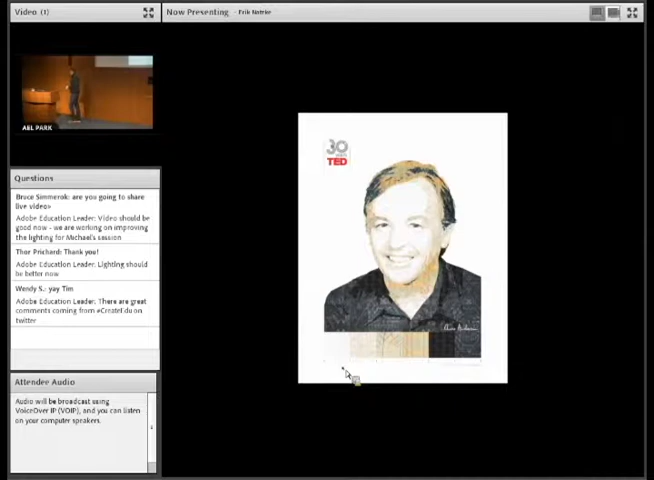 Video (1)
Now Presenting - Erik Natzke
AEL PARK
Questions
Bruce Simmerok: are you going to share
live video>
Adobe Education Leader: Video should be
good now - we are working on improving
the lighting for Michael's session
Thor Prichard: Thank you!
Adobe Education Leader: Lighting should
be better now
Wendy S.: yay Tim
Adobe Education Leader: There are great
comments coming from #CreateEdu on
twitter
Attendee Audio
Audio will be broadcast using
VoiceOver IP (VOIP), and you can listen
on your computer speakers.
30
TED